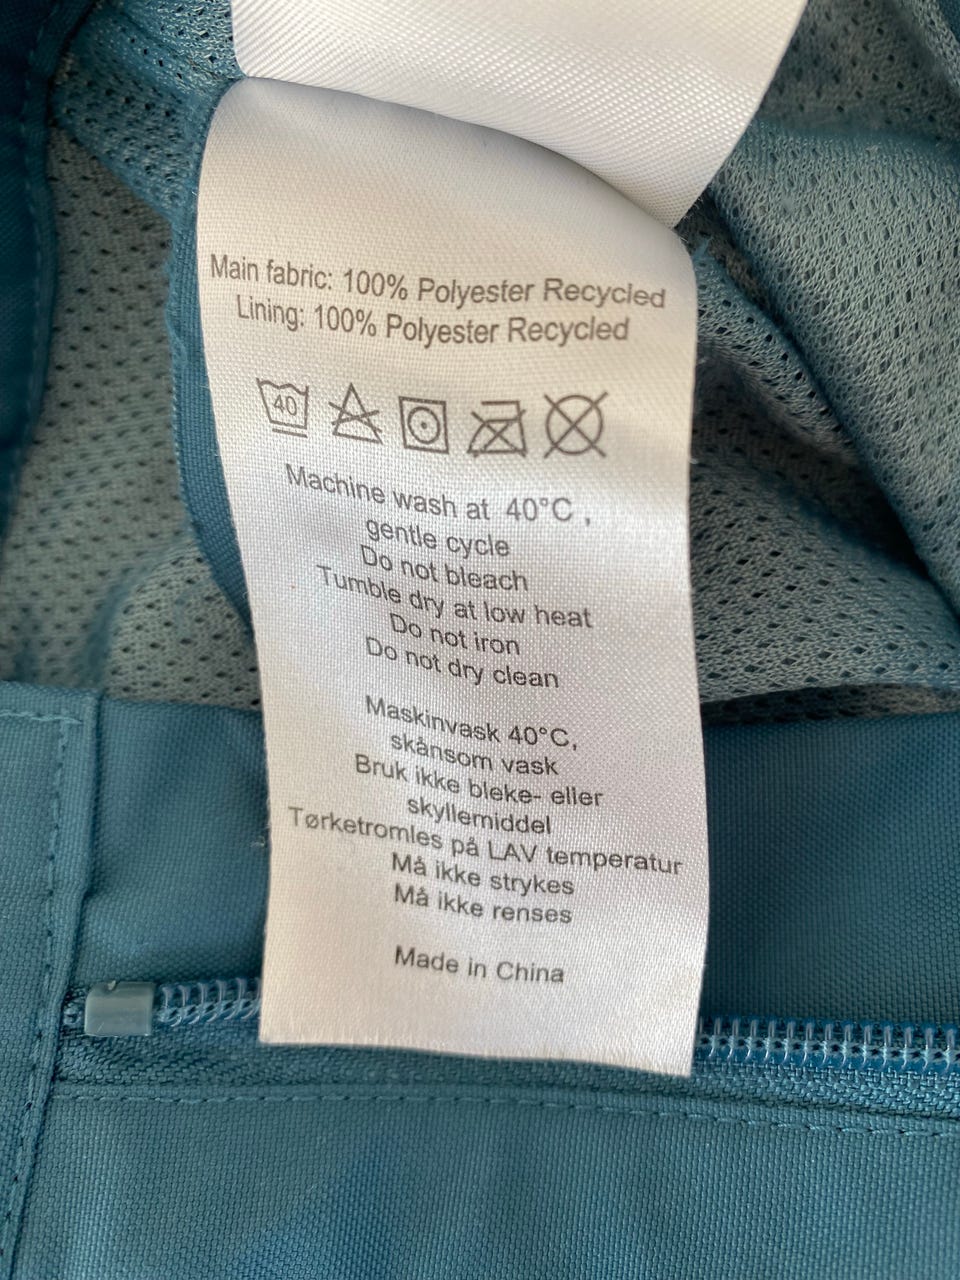 Main fabric: 100% Polyester Recycled
Lining: 100% Polyester Recycled
40
Machine wash at 40°C ,
gentle cycle
Do not bleach
Tumble dry at low heat
Do not iron
Do not dry clean
Maskinvask 40°C,
skånsom vask
Bruk ikke bleke- eller
skyllemiddel
Tørketromles på LAV temperatur
Må ikke strykes
Må ikke renses
Made in China